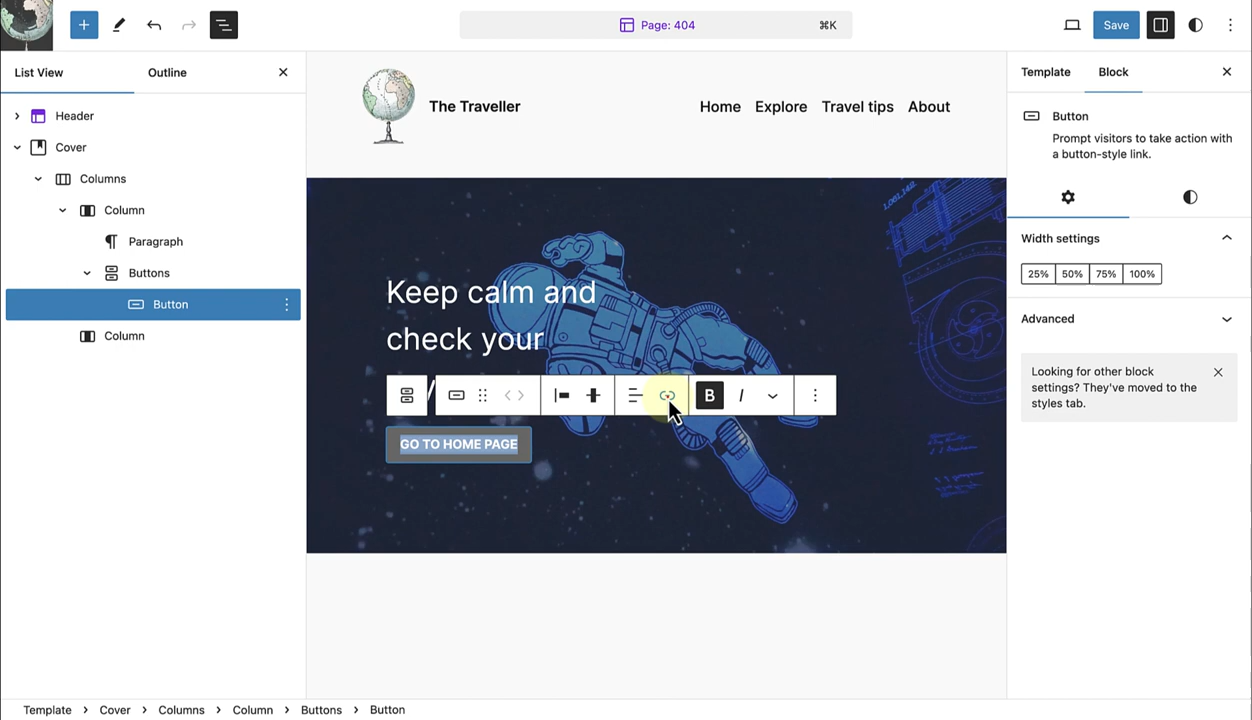 Page: 404
⌘K
Save
List View
Outline
Header
Cover
Columns
Column
Paragraph
Buttons
Button
Column
The Traveller
Home
Explore
Travel tips
About
1,061,142.
Keep calm and
check your
B
I
GO TO HOME PAGE
Template
Block
Button
Prompt visitors to take action with
a button-style link.
Width settings
25%
50%
75%
100%
Advanced
Looking for other block
settings? They've moved to the
styles tab.
Template > Cover > Columns > Column > Buttons > Button